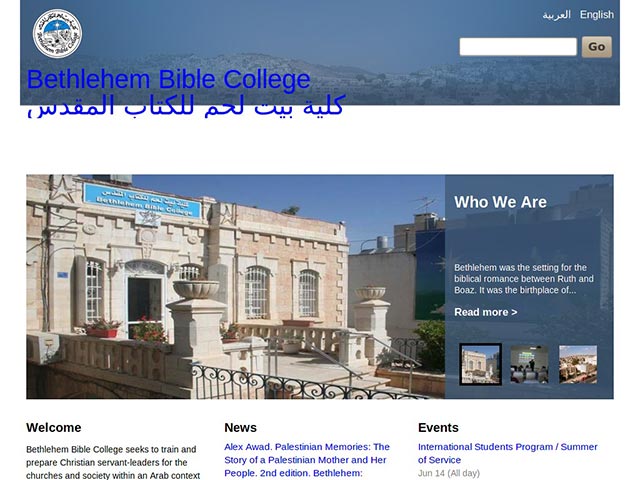 العربية English
Go
Bethlehem Bible College
كلية بيت لحم للكتاب المقدس
كلية بيت لحم للكتاب المقدس
Bethlehem Bible College
Who We Are
Bethlehem was the setting for the
biblical romance between Ruth and
Boaz. It was the birthplace of...
Read more >
Welcome
Bethlehem Bible College seeks to train and
prepare Christian servant-leaders for the
churches and society within an Arab context
News
Alex Awad. Palestinian Memories: The
Story of a Palestinian Mother and Her
People. 2nd edition. Bethlehem:
Events
International Students Program / Summer
of Service
Jun 14 (All day)